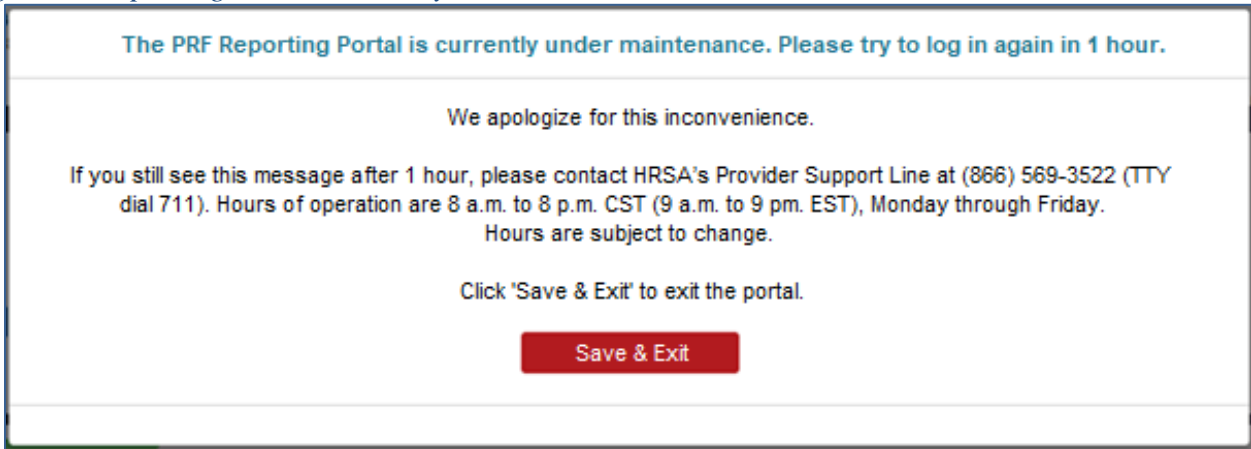 The PRF Reporting Portal is currently under maintenance. Please try to log in again in 1 hour.
We apologize for this inconvenience.
If you still see this message after 1 hour, please contact HRSA's Provider Support Line at (866) 569-3522 (TTY
dial 711). Hours of operation are 8 a.m. to 8 p.m. CST (9 a.m. to 9 pm. EST), Monday through Friday.
Hours are subject to change.
Click 'Save & Exit' to exit the portal.
Save & Exit